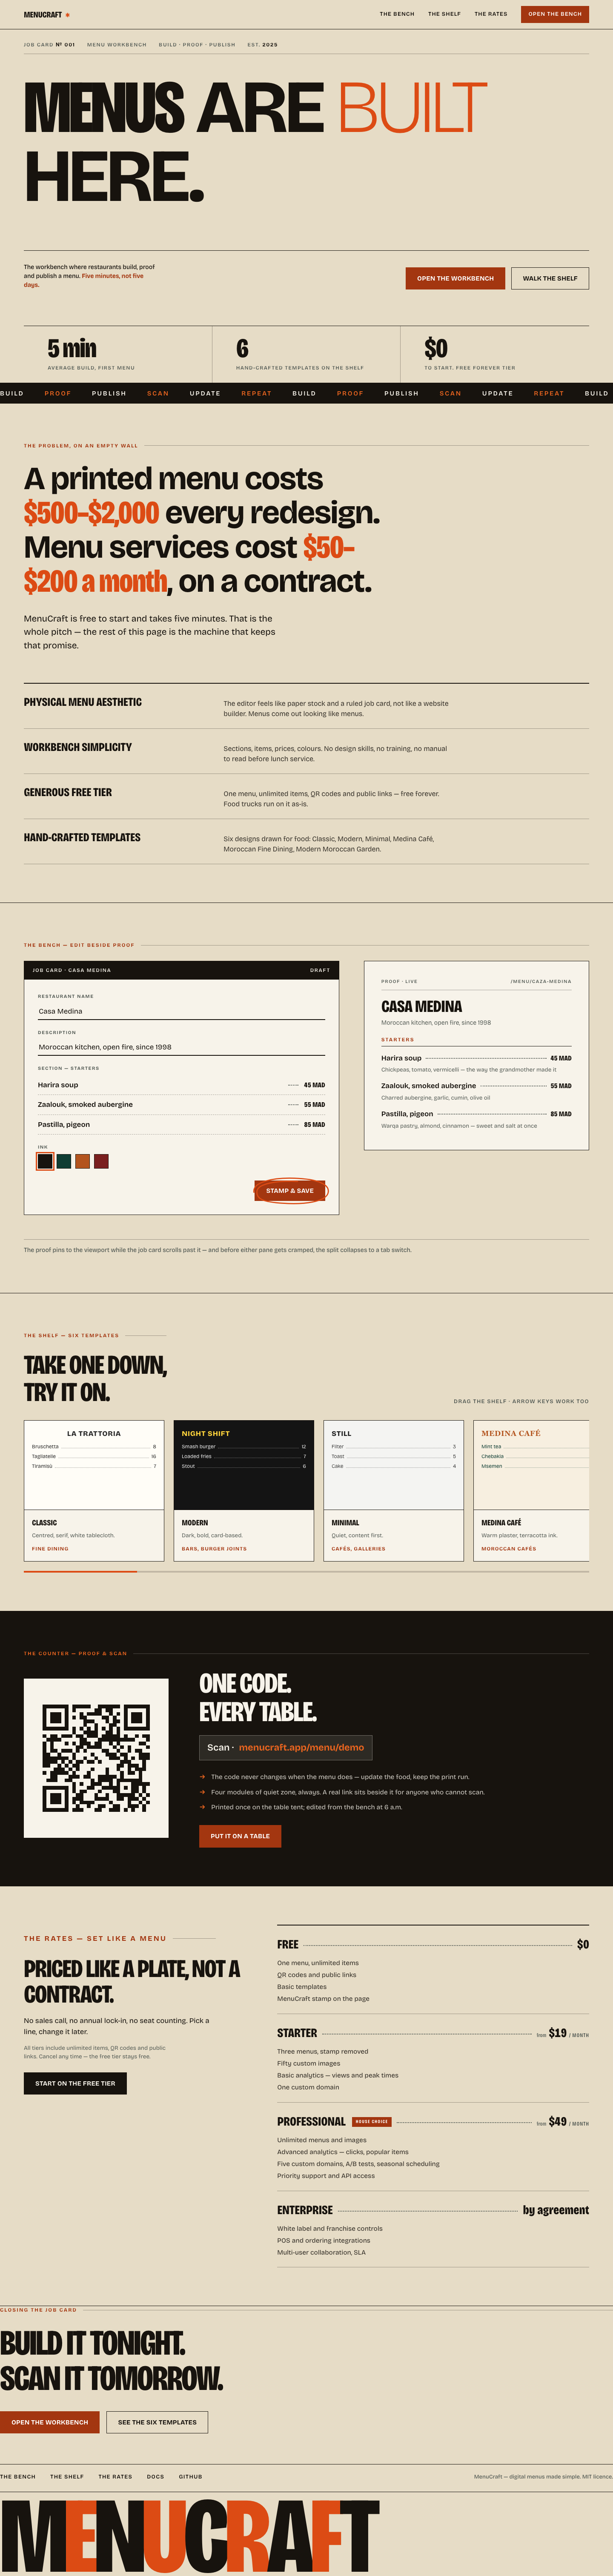 MENUCRAFT
THE BENCH THE SHELF THE RATES OPEN THE BENCH
JOB CARD Nº 001 MENU WORKBENCH BUILD · PROOF · PUBLISH EST. 2025
MENUS ARE BUILT
HERE.
The workbench where restaurants build, proof
and publish a menu. Five minutes, not five
days.
OPEN THE WORKBENCH WALK THE SHELF
5 min 6 $0
AVERAGE BUILD, FIRST MENU HAND-CRAFTED TEMPLATES ON THE SHELF TO START, FREE FOREVER TIER
BUILD PROOF PUBLISH SCAN UPDATE REPEAT BUILD PROOF PUBLISH SCAN UPDATE REPEAT BUILD
THE PROBLEM, ON AN EMPTY WALL
A printed menu costs
$500–$2,000 every redesign.
Menu services cost $50–
$200 a month, on a contract.
MenuCraft is free to start and takes five minutes. That is the
whole pitch — the rest of this page is the machine that keeps
that promise.
PHYSICAL MENU AESTHETIC
The editor feels like paper stock and a ruled job card, not like a website
builder. Menus come out looking like menus.
WORKBENCH SIMPLICITY
Sections, items, prices, colours. No design skills, no training, no manual
to read before lunch service.
GENEROUS FREE TIER
One menu, unlimited items, QR codes and public links — free forever.
Food trucks run on it as-is.
HAND-CRAFTED TEMPLATES
Six designs drawn for food: Classic, Modern, Minimal, Medina Café,
Moroccan Fine Dining, Modern Moroccan Garden.
THE BENCH — EDIT BESIDE PROOF
JOB CARD · CASA MEDINA DRAFT
RESTAURANT NAME
Casa Medina
DESCRIPTION
Moroccan kitchen, open fire, since 1998
SECTION — STARTERS
Harira soup 45 MAD
Zaalouk, smoked aubergine 55 MAD
Pastilla, pigeon 85 MAD
INK
STAMP & SAVE
PROOF · LIVE /MENU/CAZA-MEDINA
CASA MEDINA
Moroccan kitchen, open fire, since 1998
STARTERS
Harira soup 45 MAD
Chickpeas, tomato, vermicelli — the way the grandmother made it
Zaalouk, smoked aubergine 55 MAD
Charred aubergine, garlic, cumin, olive oil
Pastilla, pigeon 85 MAD
Warqa pastry, almond, cinnamon — sweet and salt at once
The proof pins to the viewport while the job card scrolls past it — and before either pane gets cramped, the split collapses to a tab switch.
THE SHELF — SIX TEMPLATES
TAKE ONE DOWN,
TRY IT ON.
DRAG THE SHELF · ARROW KEYS WORK TOO
LA TRATTORIA
Bruschetta 8
Tagliatelle 16
Tiramisù 7
CLASSIC
Centred, serif, white tablecloth.
FINE DINING
NIGHT SHIFT
Smash burger 12
Loaded fries 7
Stout 6
MODERN
Dark, bold, card-based.
BARS, BURGER JOINTS
STILL
Filter 3
Toast 5
Cake 4
MINIMAL
Quiet, content first.
CAFÉS, GALLERIES
MEDINA CAFÉ
Mint tea
Chebakia
Msemen
MEDINA CAFÉ
Warm plaster, terracotta ink.
MOROCCAN CAFÉS
THE COUNTER — PROOF & SCAN
ONE CODE.
EVERY TABLE.
Scan · menucraft.app/menu/demo
→ The code never changes when the menu does — update the food, keep the print run.
→ Four modules of quiet zone, always. A real link sits beside it for anyone who cannot scan.
→ Printed once on the table tent; edited from the bench at 6 a.m.
PUT IT ON A TABLE
THE RATES — SET LIKE A MENU
PRICED LIKE A PLATE, NOT A
CONTRACT.
No sales call, no annual lock-in, no seat counting. Pick a
line, change it later.
All tiers include unlimited items, QR codes and public
links. Cancel any time — the free tier stays free.
START ON THE FREE TIER
FREE $0
One menu, unlimited items
QR codes and public links
Basic templates
MenuCraft stamp on the page
STARTER from $19 / MONTH
Three menus, stamp removed
Fifty custom images
Basic analytics — views and peak times
One custom domain
PROFESSIONAL HOUSE CHOICE from $49 / MONTH
Unlimited menus and images
Advanced analytics — clicks, popular items
Five custom domains, A/B tests, seasonal scheduling
Priority support and API access
ENTERPRISE by agreement
White label and franchise controls
POS and ordering integrations
Multi-user collaboration, SLA
CLOSING THE JOB CARD
BUILD IT TONIGHT.
SCAN IT TOMORROW.
OPEN THE WORKBENCH SEE THE SIX TEMPLATES
THE BENCH THE SHELF THE RATES DOCS GITHUB MenuCraft — digital menus made simple. MIT licence.
MENUCRAFT